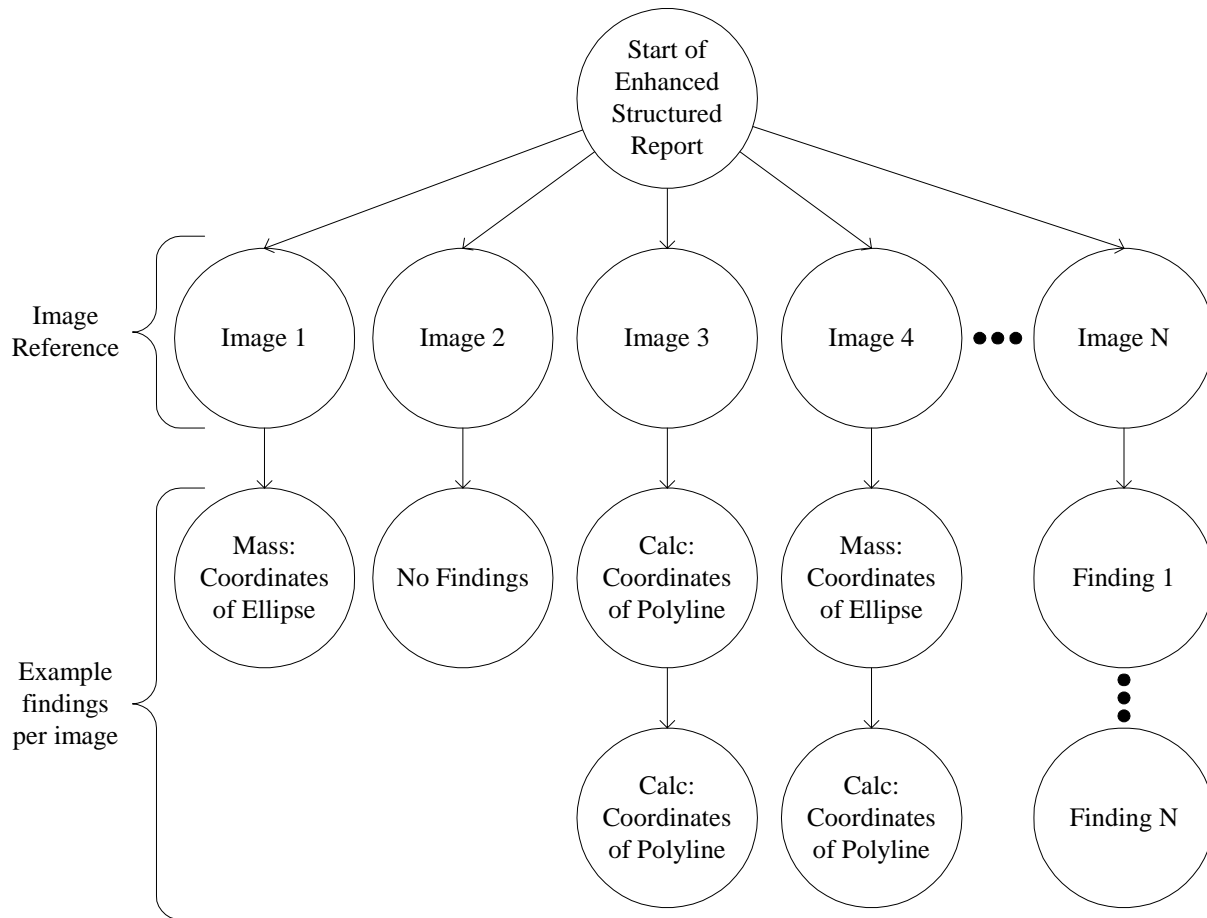 Start of
Enhanced
Structured
Report
Image
Reference
Image 1
Image 2
Image 3
Image 4
Image N
Example
findings
per image
Mass:
Coordinates
of Ellipse
No Findings
Calc:
Coordinates
of Polyline
Mass:
Coordinates
of Ellipse
Finding 1
Calc:
Coordinates
of Polyline
Calc:
Coordinates
of Polyline
Finding N